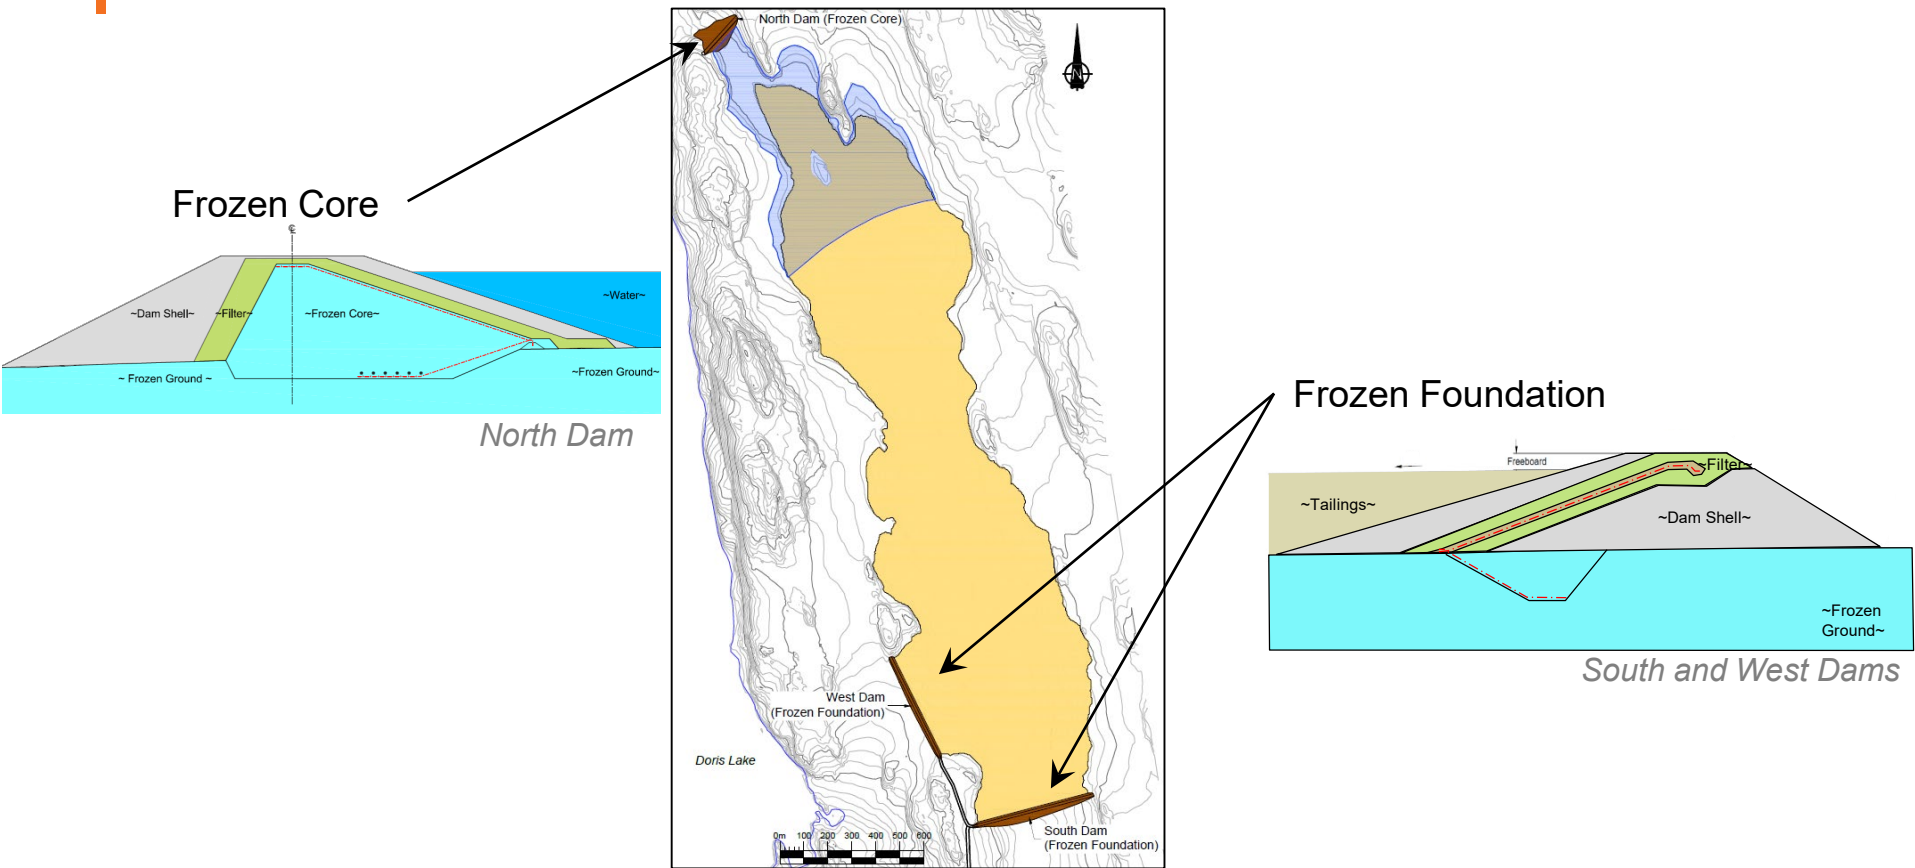 North Dam (Frozen Core)
N
Frozen Core
℄
~Dam Shell~
~Filter~
~Frozen Core~
~Water~
~ Frozen Ground ~
~Frozen Ground~
North Dam
Frozen Foundation
Freeboard
~Filter~
~Tailings~
~Dam Shell~
~Frozen
Ground~
South and West Dams
West Dam
(Frozen Foundation)
Doris Lake
0m 100 200 300 400 500 600
South Dam
(Frozen Foundation)